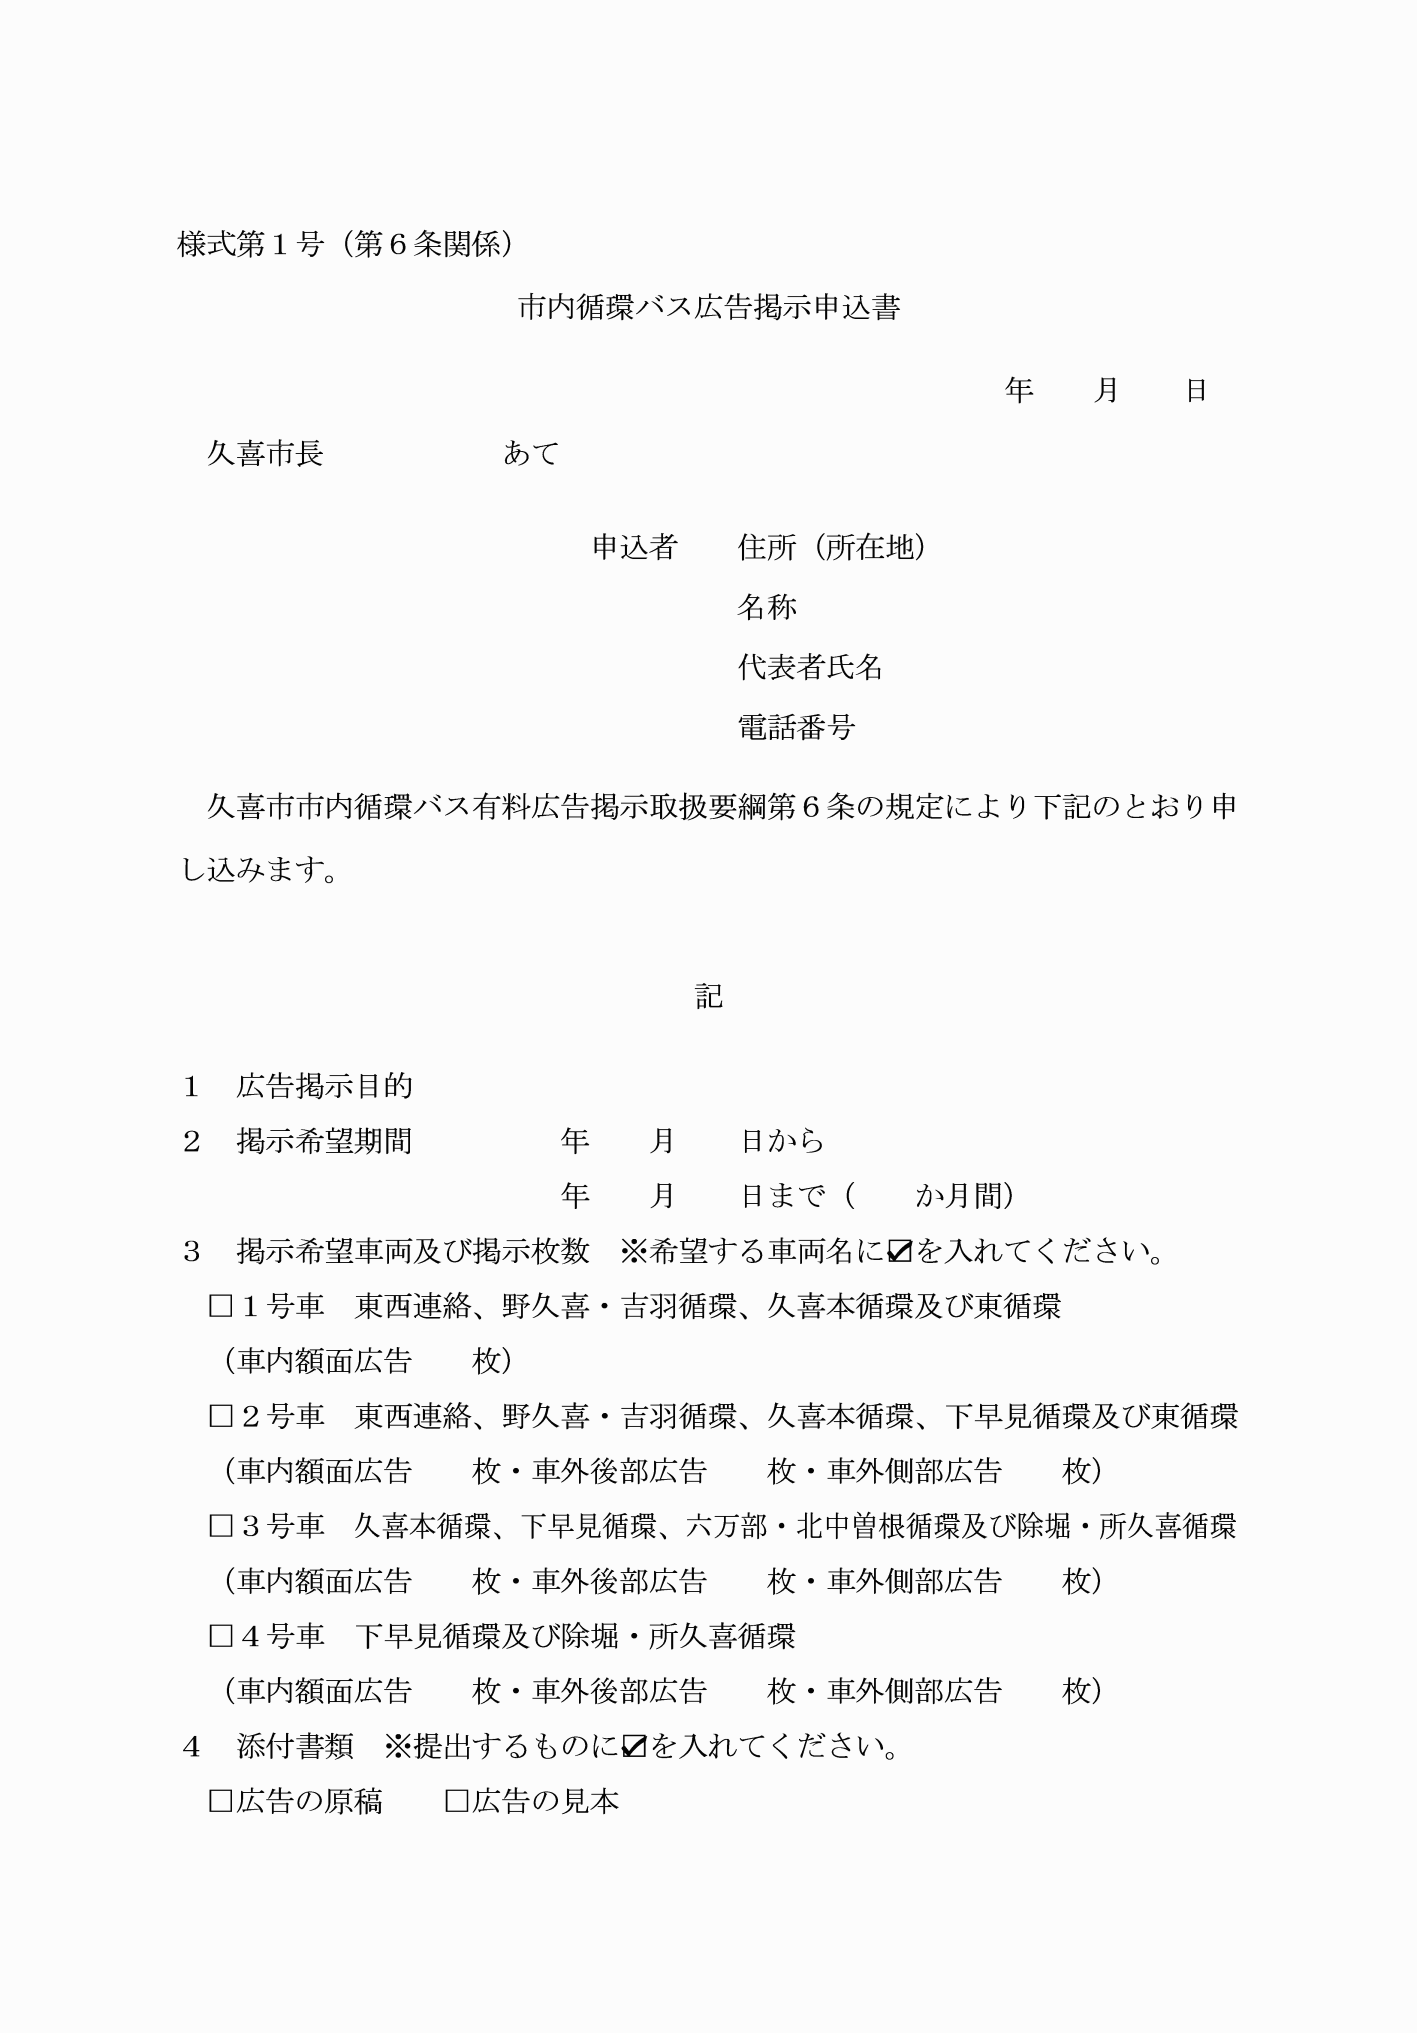 様式第１号（第６条関係）
市内循環バス広告掲示申込書
年　　月　　日
久喜市長　　　　　　あて
申込者　　住所（所在地）
名称
代表者氏名
電話番号
　久喜市市内循環バス有料広告掲示取扱要綱第６条の規定により下記のとおり申
し込みます。
記
１　広告掲示目的
２　掲示希望期間　　　　　年　　月　　日から
年　　月　　日まで（　　か月間）
３　掲示希望車両及び掲示枚数　※希望する車両名に☑を入れてください。
□１号車　東西連絡、野久喜・吉羽循環、久喜本循環及び東循環
（車内額面広告　　枚）
□２号車　東西連絡、野久喜・吉羽循環、久喜本循環、下早見循環及び東循環
（車内額面広告　　枚・車外後部広告　　枚・車外側部広告　　枚）
□３号車　久喜本循環、下早見循環、六万部・北中曽根循環及び除堀・所久喜循環
（車内額面広告　　枚・車外後部広告　　枚・車外側部広告　　枚）
□４号車　下早見循環及び除堀・所久喜循環
（車内額面広告　　枚・車外後部広告　　枚・車外側部広告　　枚）
４　添付書類　※提出するものに☑を入れてください。
□広告の原稿　　□広告の見本